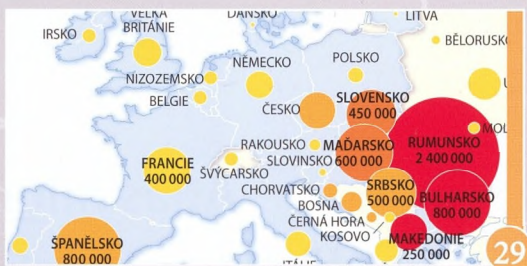 VELKÁ
BRITÁNIE
DÁNSKO
LITVA
IRSKO
BĚLORUSKO
NĚMECKO
POLSKO
NIZOZEMSKO
BELGIE
ČESKO
SLOVENSKO
450 000
RAKOUSKO
MAĎARSKO
600 000
RUMUNSKO
2 400 000
FRANCIE
400 000
ŠVÝCARSKO
SLOVINSKO
CHORVATSKO
SRBSKO
500 000
BOSNA
BULHARSKO
800 000
ČERNÁ HORA
KOSOVO
MAKEDONIE
250 000
ŠPANĚLSKO
800 000
29